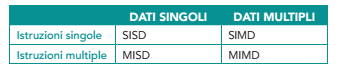 DATI SINGOLI DATI MULTIPLI
Istruzioni singole SISD SIMD
Istruzioni multiple MISD MIMD